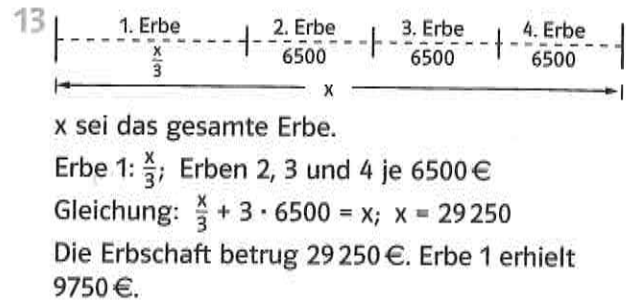 13
1. Erbe 2. Erbe 3. Erbe 4. Erbe
x/3 6500 6500 6500
x
x sei das gesamte Erbe.
Erbe 1: x/3; Erben 2, 3 und 4 je 6500 €
Gleichung: x/3 + 3 · 6500 = x; x = 29 250
Die Erbschaft betrug 29 250 €. Erbe 1 erhielt
9750 €.